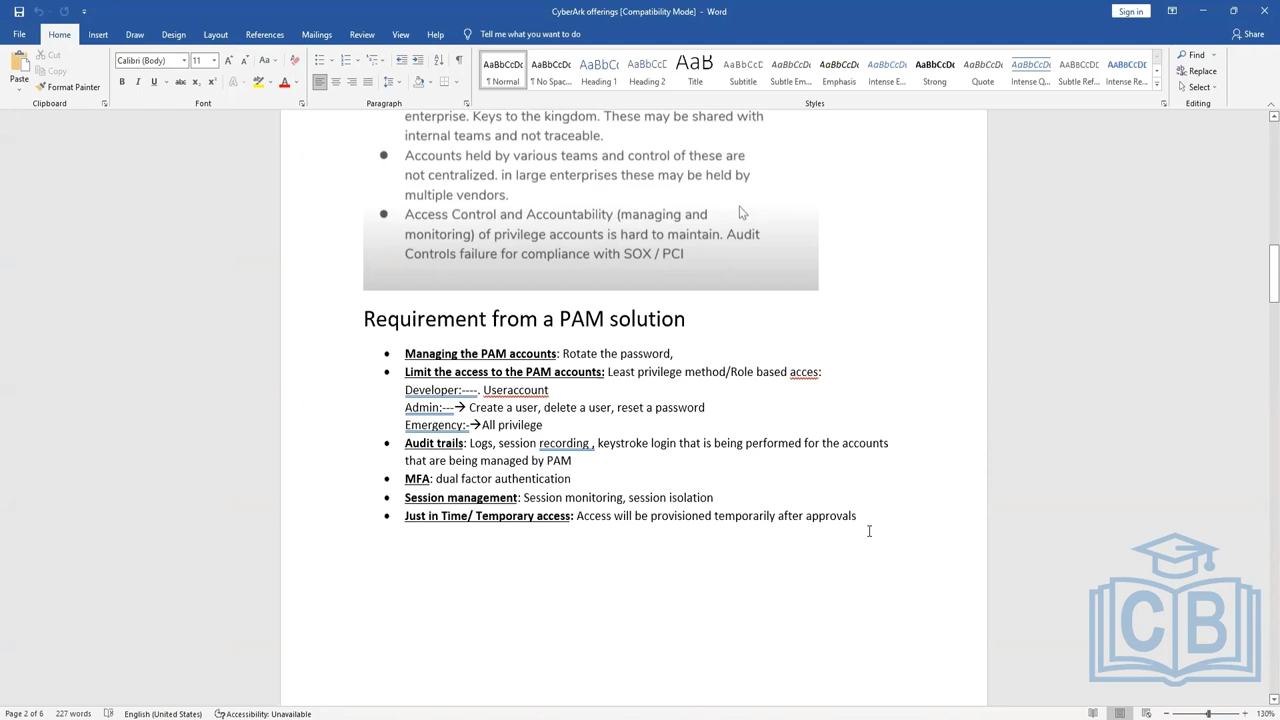 CyberArk offerings [Compatibility Mode] - Word
Sign in
File Home Insert Draw Design Layout References Mailings Review View Help Tell me what you want to do Share
Paste
Cut
Copy
Format Painter
Clipboard
Calibri (Body) 11
Font
Paragraph
AaBbCcDc AaBbCcDc AaBbC AaBbCc AaB AaBbCcD AaBbCcDc AaBbCcDc AaBbCcDc AaBbCcDc AaBbCcDc AaBbCcDc AaBbCcDc AaBbCcDc
¶ Normal ¶ No Spac... Heading 1 Heading 2 Title Subtitle Subtle Em... Emphasis Intense E... Strong Quote Intense Q... Subtle Ref... Intense Re...
Styles
Find
Replace
Select
Editing
enterprise. Keys to the kingdom. These may be shared with
internal teams and not traceable.
● Accounts held by various teams and control of these are
not centralized. in large enterprises these may be held by
multiple vendors.
● Access Control and Accountability (managing and
monitoring) of privilege accounts is hard to maintain. Audit
Controls failure for compliance with SOX / PCI
Requirement from a PAM solution
• Managing the PAM accounts: Rotate the password,
• Limit the access to the PAM accounts: Least privilege method/Role based acces:
Developer:----. Useraccount
Admin:---→ Create a user, delete a user, reset a password
Emergency:-→All privilege
• Audit trails: Logs, session recording , keystroke login that is being performed for the accounts
that are being managed by PAM
• MFA: dual factor authentication
• Session management: Session monitoring, session isolation
• Just in Time/ Temporary access: Access will be provisioned temporarily after approvals
CB
Page 2 of 6 227 words English (United States) Accessibility: Unavailable 130%